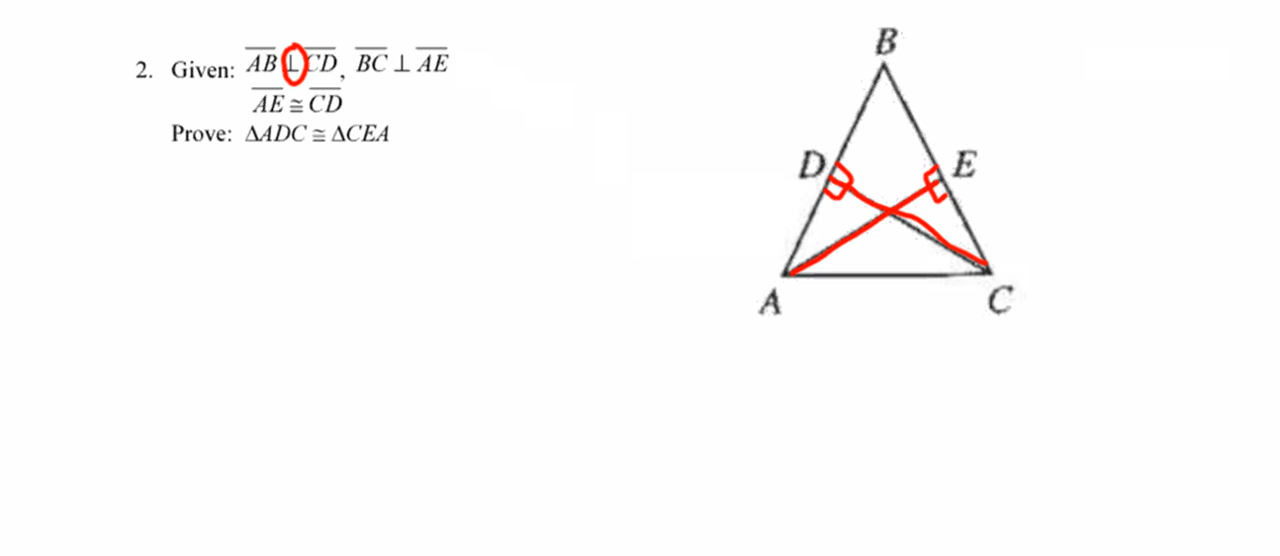 2. Given: AB ⊥ CD, BC ⊥ AE
AE ≅ CD
Prove: ΔADC ≅ ΔCEA
B
D
E
A
C